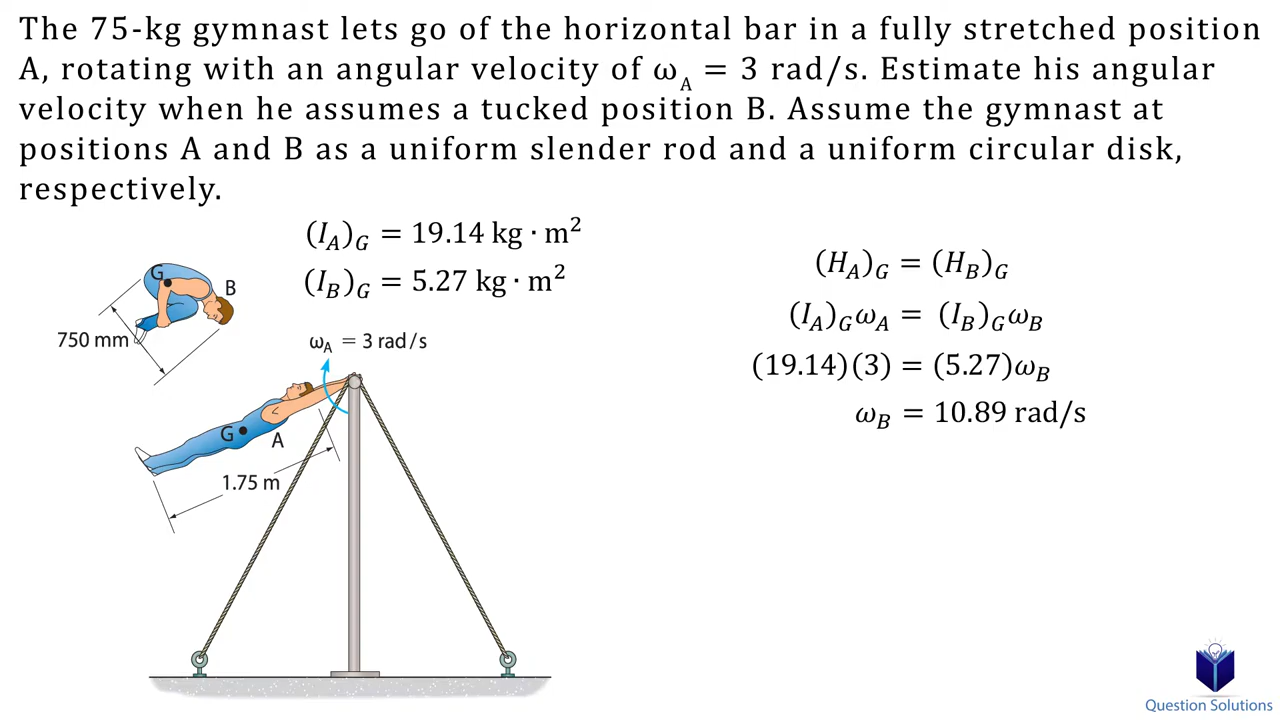 The 75-kg gymnast lets go of the horizontal bar in a fully stretched position
A, rotating with an angular velocity of ω_A = 3 rad/s. Estimate his angular
velocity when he assumes a tucked position B. Assume the gymnast at
positions A and B as a uniform slender rod and a uniform circular disk,
respectively.
(I_A)_G = 19.14 kg · m²
(I_B)_G = 5.27 kg · m²
(H_A)_G = (H_B)_G
(I_A)_G ω_A = (I_B)_G ω_B
(19.14)(3) = (5.27)ω_B
ω_B = 10.89 rad/s
G
B
750 mm
ω_A = 3 rad/s
G
A
1.75 m
Question Solutions